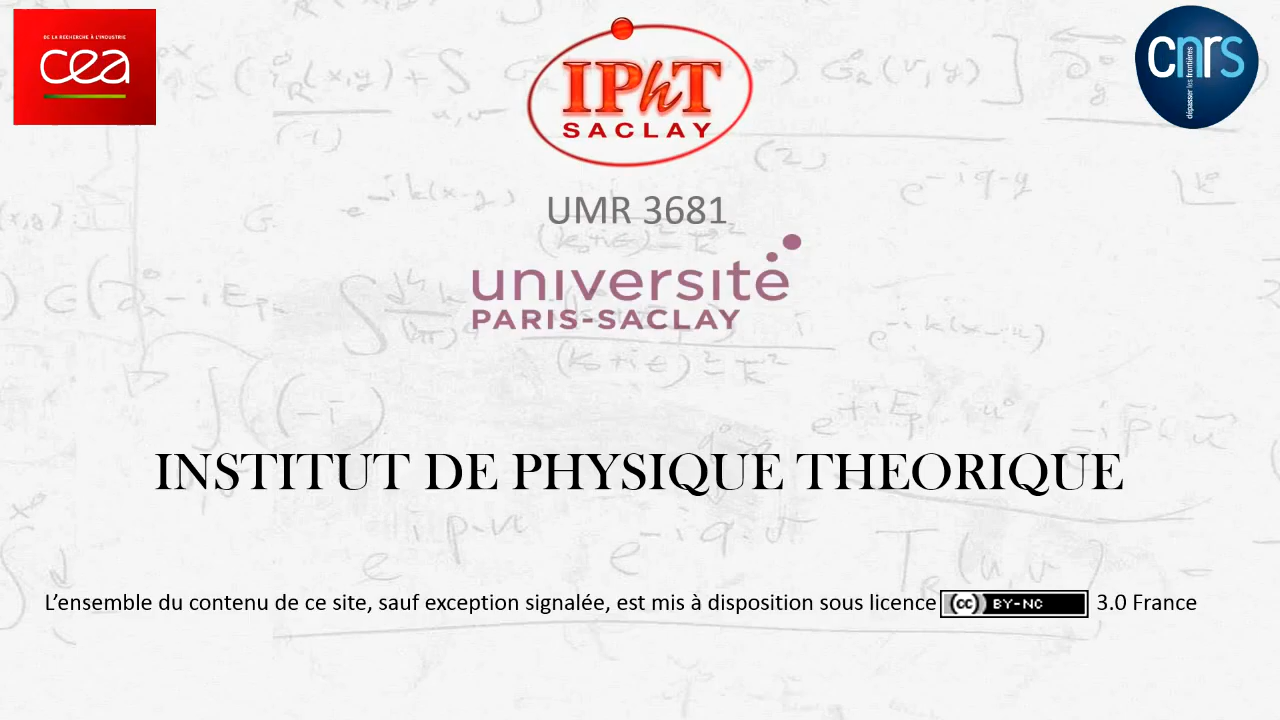 DE LA RECHERCHE À L'INDUSTRIE
cea
IPhT
SACLAY
cnrs
dépasser les frontières
UMR 3681
université
PARIS-SACLAY
INSTITUT DE PHYSIQUE THEORIQUE
L'ensemble du contenu de ce site, sauf exception signalée, est mis à disposition sous licence (cc) BY-NC 3.0 France